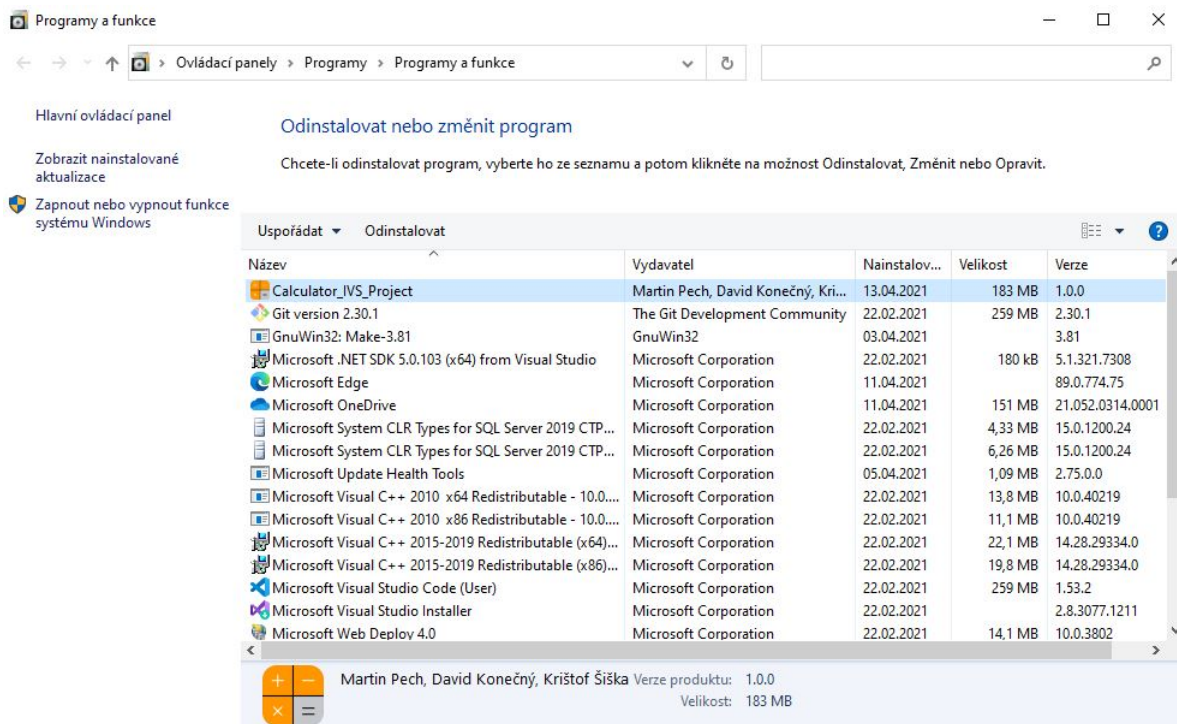 Programy a funkce
Ovládací panely > Programy > Programy a funkce
Hlavní ovládací panel
Zobrazit nainstalované
aktualizace
Zapnout nebo vypnout funkce
systému Windows
Odinstalovat nebo změnit program
Chcete-li odinstalovat program, vyberte ho ze seznamu a potom klikněte na možnost Odinstalovat, Změnit nebo Opravit.
Uspořádat Odinstalovat
Název Vydavatel Nainstalov... Velikost Verze
Calculator_IVS_Project Martin Pech, David Konečný, Kri... 13.04.2021 183 MB 1.0.0
Git version 2.30.1 The Git Development Community 22.02.2021 259 MB 2.30.1
GnuWin32: Make-3.81 GnuWin32 03.04.2021 3.81
Microsoft .NET SDK 5.0.103 (x64) from Visual Studio Microsoft Corporation 22.02.2021 180 kB 5.1.321.7308
Microsoft Edge Microsoft Corporation 11.04.2021 89.0.774.75
Microsoft OneDrive Microsoft Corporation 11.04.2021 151 MB 21.052.0314.0001
Microsoft System CLR Types for SQL Server 2019 CTP... Microsoft Corporation 22.02.2021 4,33 MB 15.0.1200.24
Microsoft System CLR Types for SQL Server 2019 CTP... Microsoft Corporation 22.02.2021 6,26 MB 15.0.1200.24
Microsoft Update Health Tools Microsoft Corporation 05.04.2021 1,09 MB 2.75.0.0
Microsoft Visual C++ 2010 x64 Redistributable - 10.0.... Microsoft Corporation 22.02.2021 13,8 MB 10.0.40219
Microsoft Visual C++ 2010 x86 Redistributable - 10.0.... Microsoft Corporation 22.02.2021 11,1 MB 10.0.40219
Microsoft Visual C++ 2015-2019 Redistributable (x64)... Microsoft Corporation 22.02.2021 22,1 MB 14.28.29334.0
Microsoft Visual C++ 2015-2019 Redistributable (x86)... Microsoft Corporation 22.02.2021 19,8 MB 14.28.29334.0
Microsoft Visual Studio Code (User) Microsoft Corporation 22.02.2021 259 MB 1.53.2
Microsoft Visual Studio Installer Microsoft Corporation 22.02.2021 2.8.3077.1211
Microsoft Web Deploy 4.0 Microsoft Corporation 22.02.2021 14,1 MB 10.0.3802
Martin Pech, David Konečný, Krištof Šiška Verze produktu: 1.0.0
Velikost: 183 MB